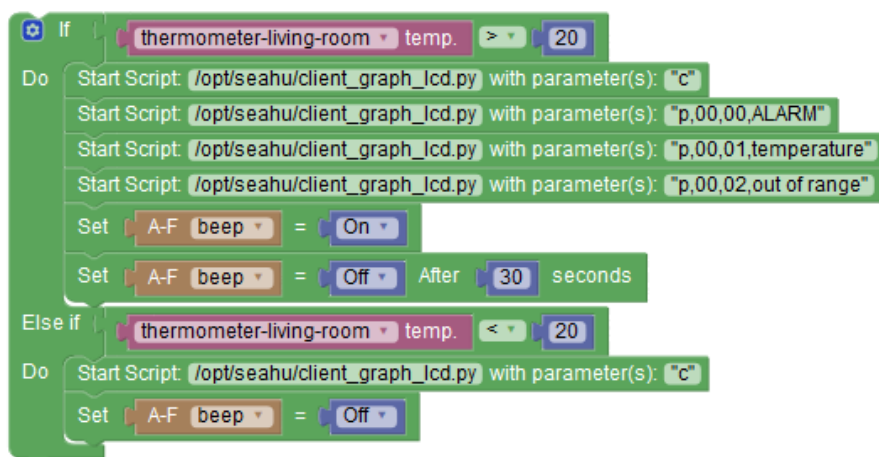 If thermometer-living-room temp. > 20
Do Start Script: /opt/seahu/client_graph_lcd.py with parameter(s): "c"
Start Script: /opt/seahu/client_graph_lcd.py with parameter(s): "p,00,00,ALARM"
Start Script: /opt/seahu/client_graph_lcd.py with parameter(s): "p,00,01,temperature"
Start Script: /opt/seahu/client_graph_lcd.py with parameter(s): "p,00,02,out of range"
Set A-F beep = On
Set A-F beep = Off After 30 seconds
Else if thermometer-living-room temp. < 20
Do Start Script: /opt/seahu/client_graph_lcd.py with parameter(s): "c"
Set A-F beep = Off